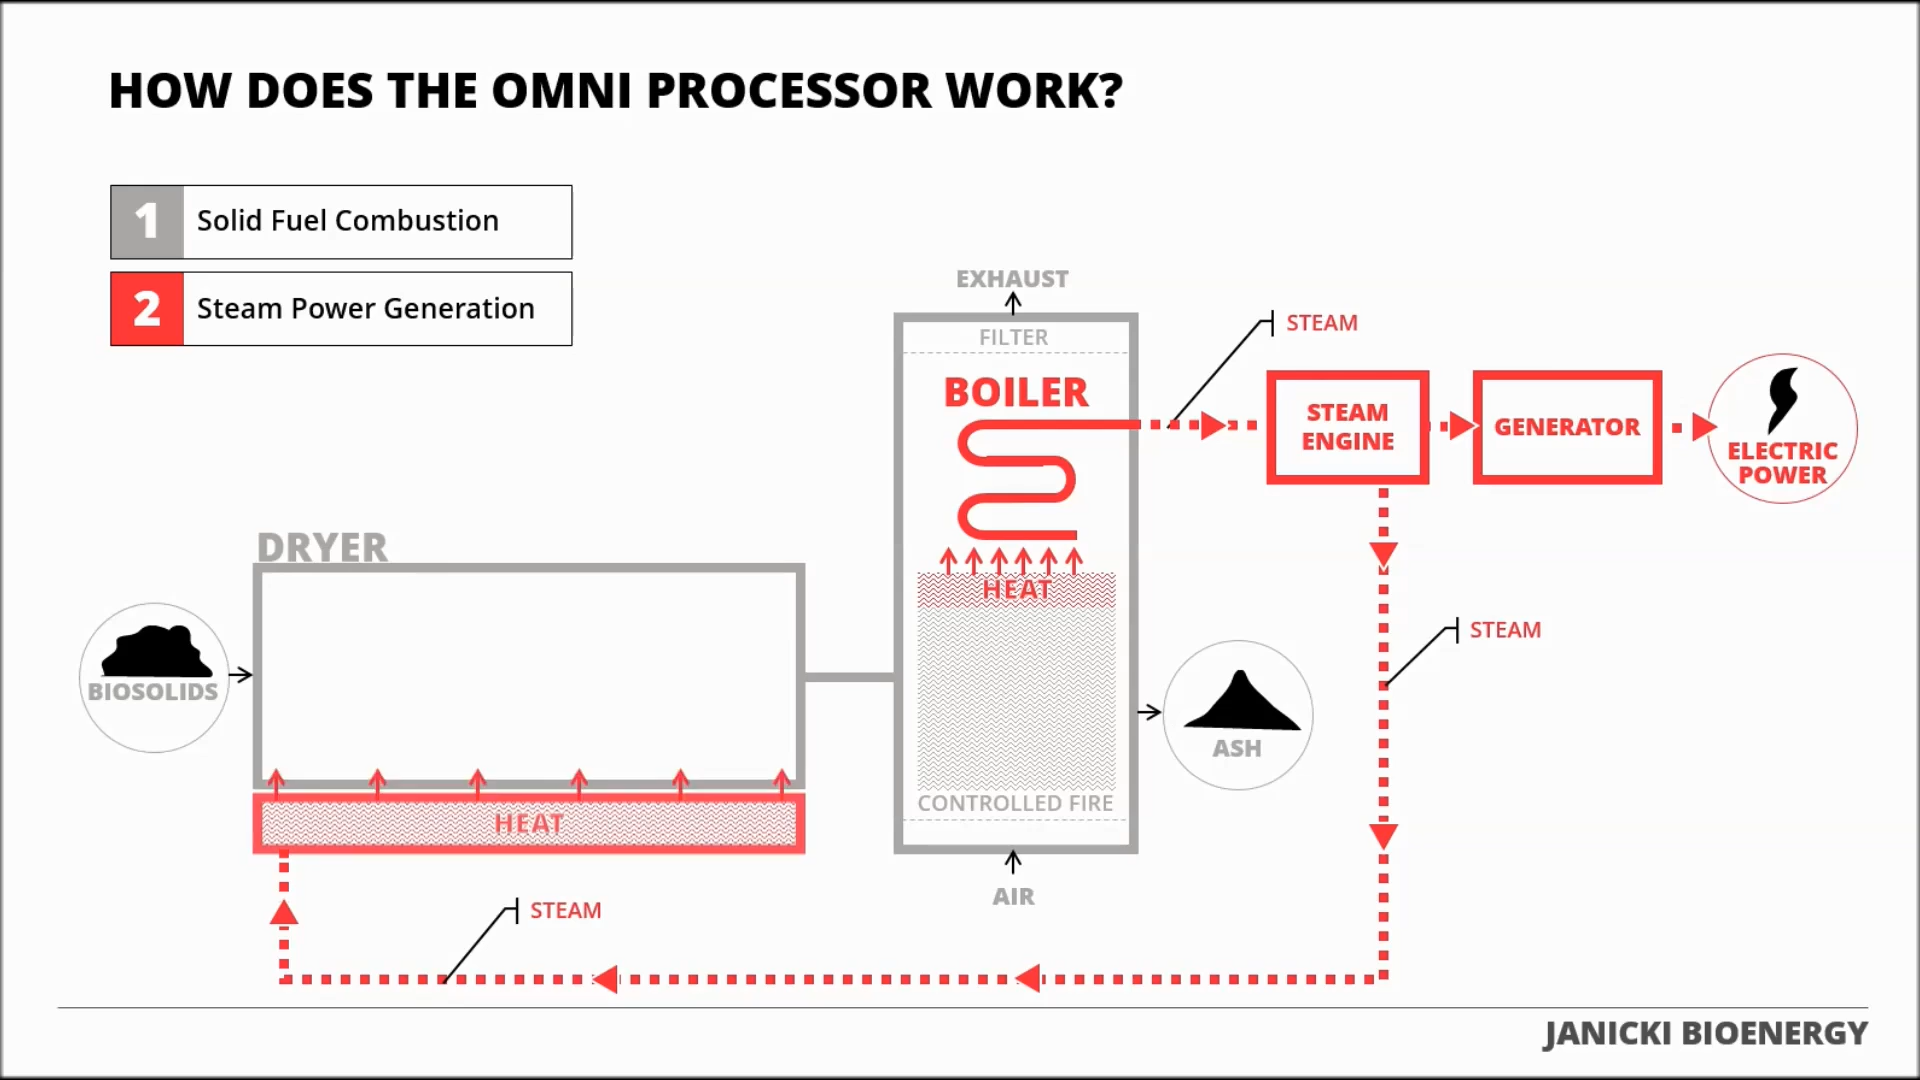 HOW DOES THE OMNI PROCESSOR WORK?
1 Solid Fuel Combustion
2 Steam Power Generation
EXHAUST
FILTER
BOILER
STEAM
STEAM
ENGINE
GENERATOR
ELECTRIC
POWER
HEAT
DRYER
BIOSOLIDS
STEAM
ASH
CONTROLLED FIRE
HEAT
AIR
STEAM
JANICKI BIOENERGY